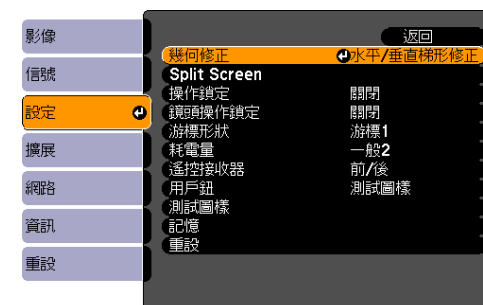 影像
信號
設定
擴展
網路
資訊
重設
返回
幾何修正 水平/垂直梯形修正
Split Screen
操作鎖定 關閉
鏡頭操作鎖定 關閉
游標形狀 游標1
耗電量 一般2
遙控接收器 前/後
用戶鈕 測試圖樣
測試圖樣
記憶
重設